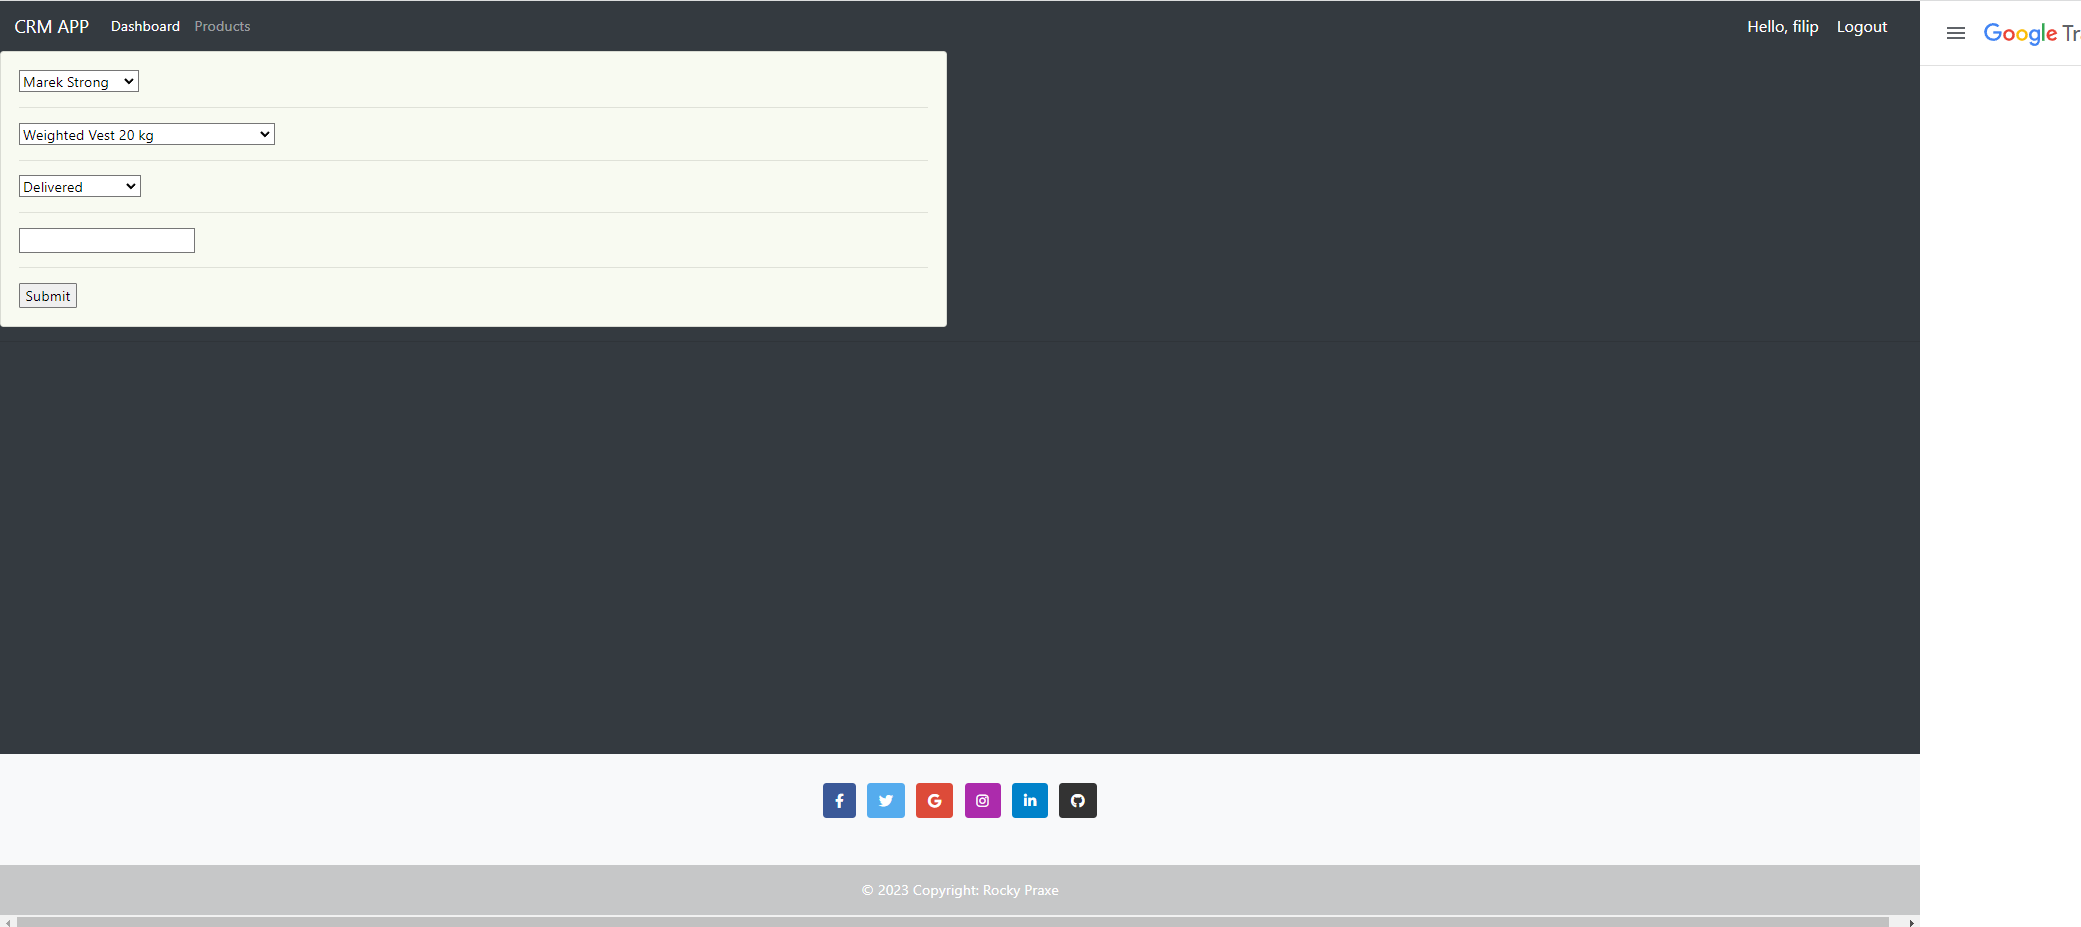 CRM APP Dashboard Products Hello, filip Logout
Google Tr
Marek Strong
Weighted Vest 20 kg
Delivered
Submit
© 2023 Copyright: Rocky Praxe